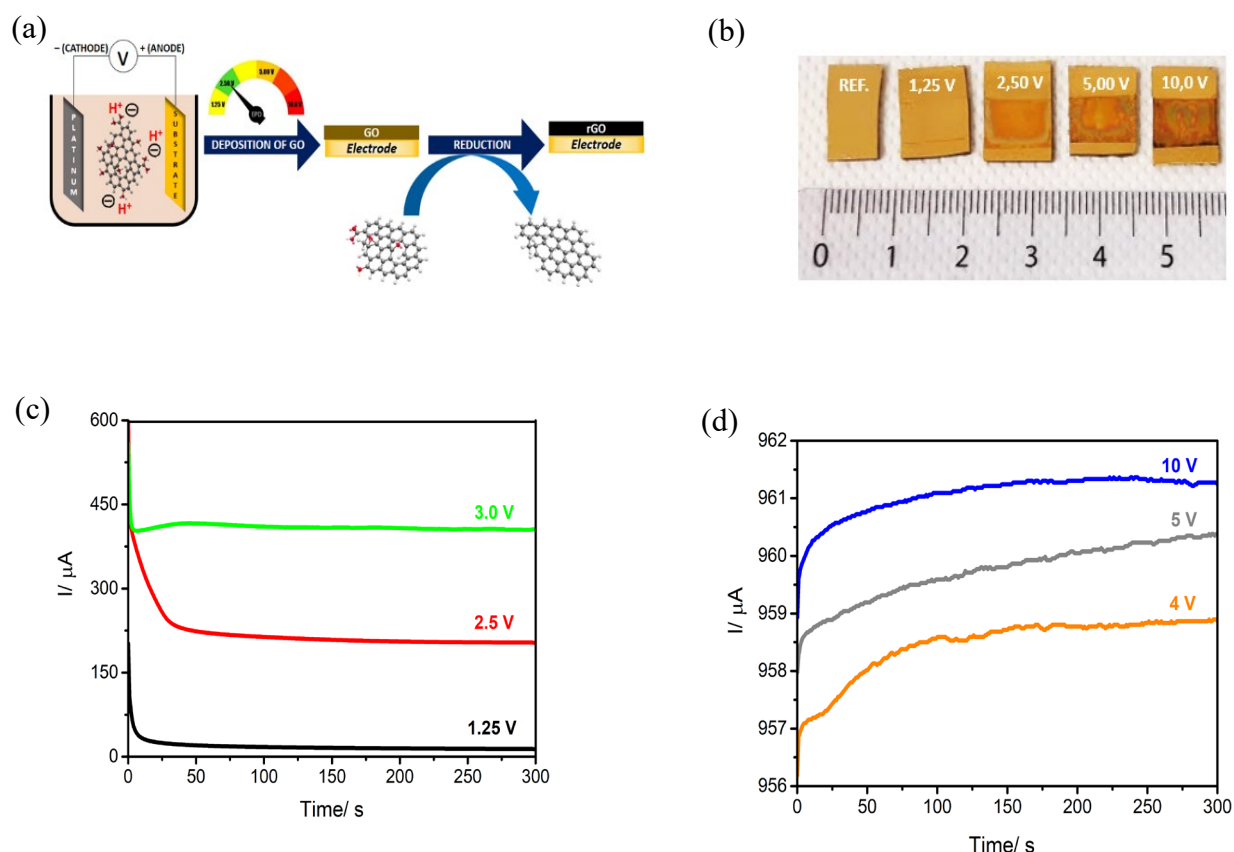 (a)
− (CATHODE)
V
+ (ANODE)
H+
H+
H+
H+
PLATINUM
SUBSTRATE
1.25 V
2.50 V
5.00 V
10.0 V
EPD
DEPOSITION OF GO
GO
Electrode
REDUCTION
rGO
Electrode
(b)
REF.
1,25 V
2,50 V
5,00 V
10,0 V
0 1 2 3 4 5
(c)
600
450
300
150
0
I/ μA
3.0 V
2.5 V
1.25 V
0 50 100 150 200 250 300
Time/ s
(d)
962
961
960
959
958
957
956
I/ μA
10 V
5 V
4 V
0 50 100 150 200 250 300
Time/ s